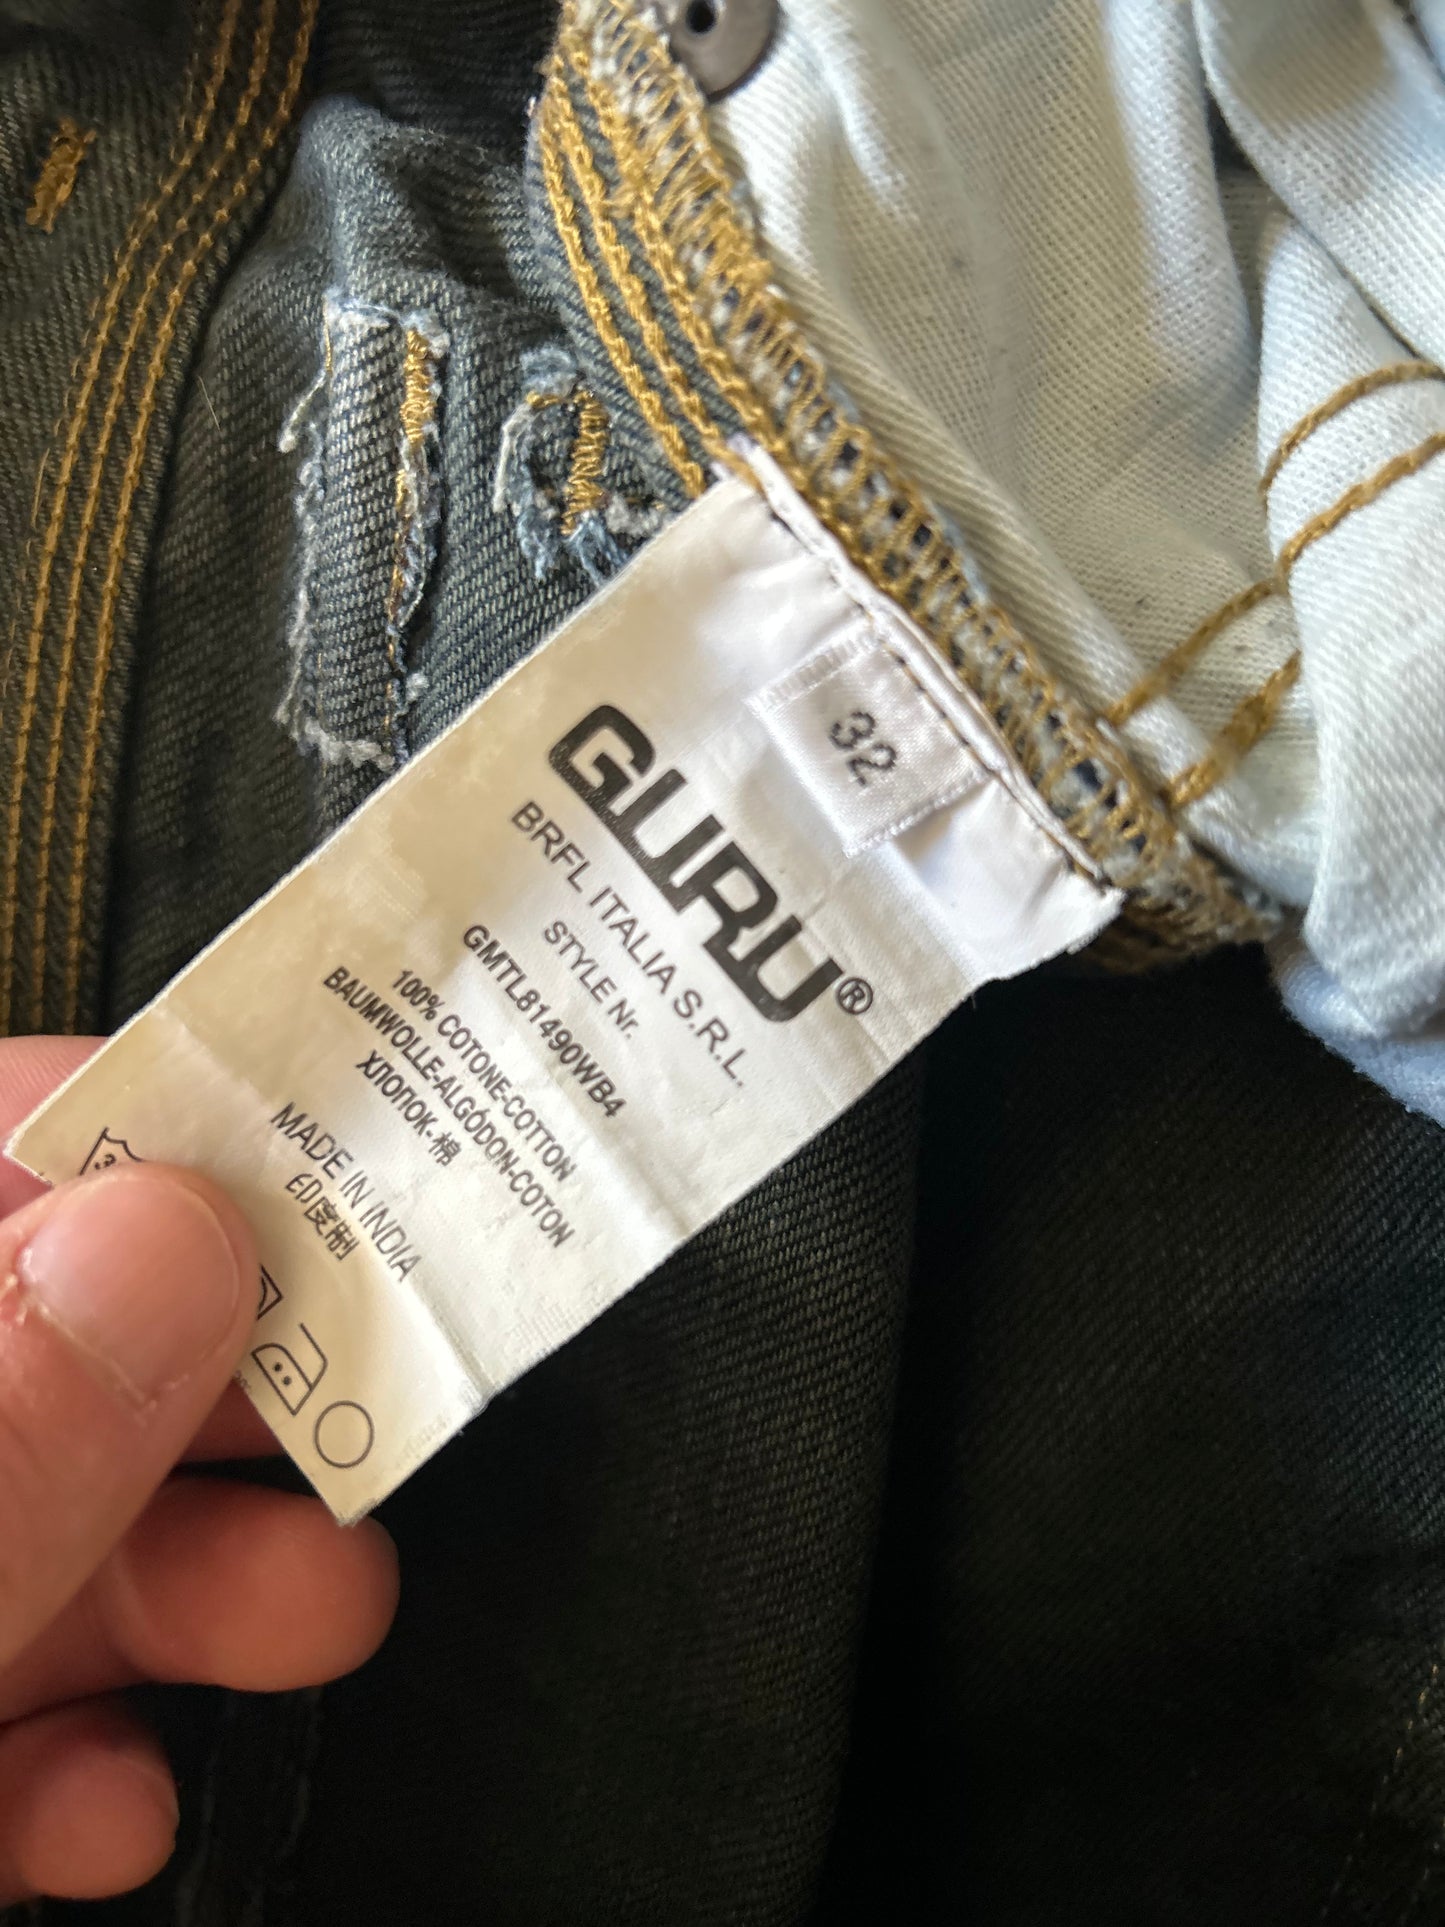 32
GURU®
BRFL ITALIA S.R.L.
STYLE Nr.
GMTL81490WB4
100% COTONE-COTTON
BAUMWOLLE-ALGÓDON-COTON
ХЛОПОК-棉
MADE IN INDIA
印度制